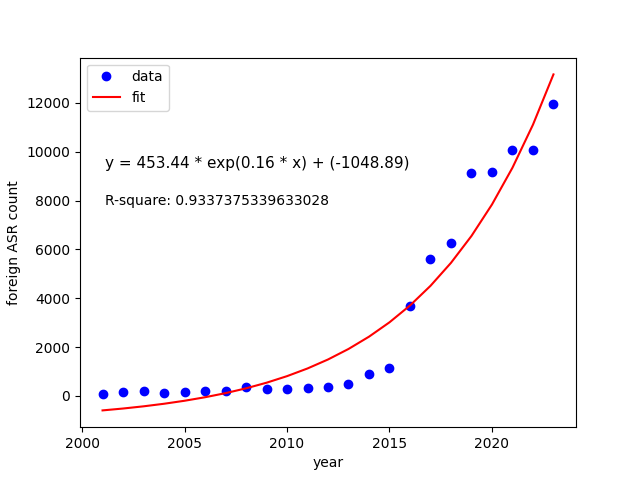 data
fit
y = 453.44 * exp(0.16 * x) + (-1048.89)
R-square: 0.9337375339633028
12000
10000
8000
6000
4000
2000
0
foreign ASR count
2000 2005 2010 2015 2020
year